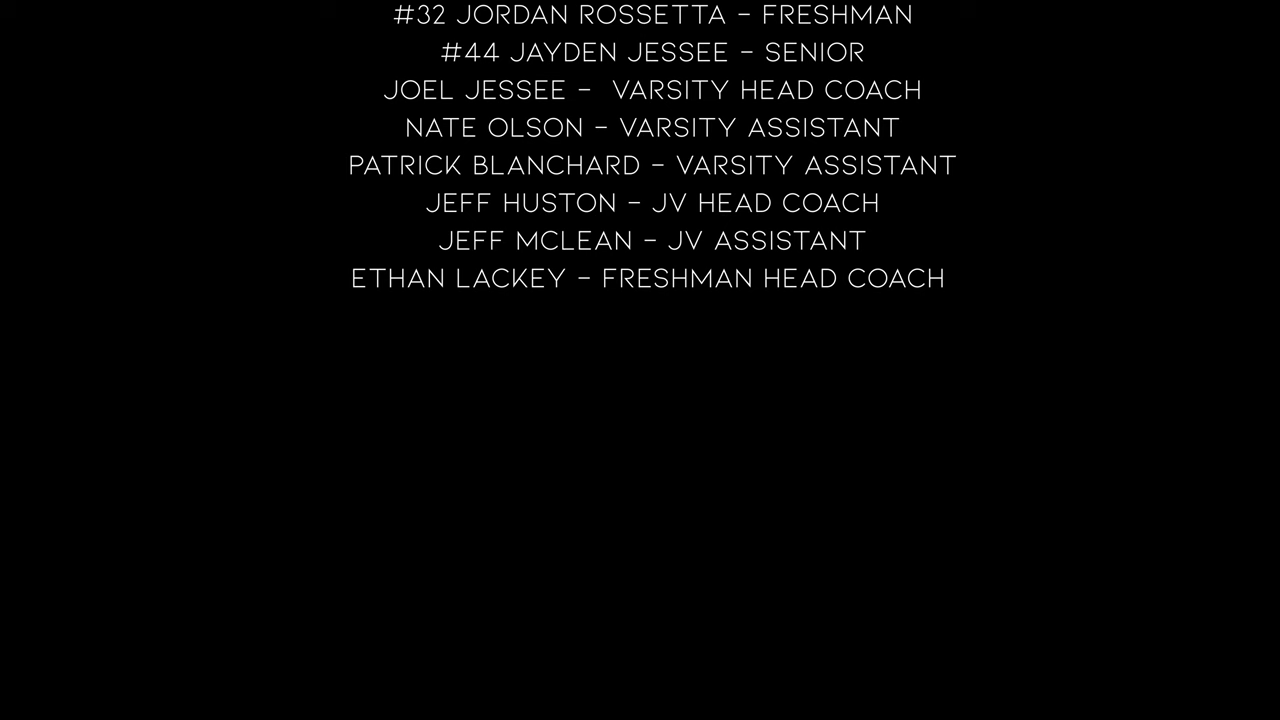 #32 JORDAN ROSSETTA - FRESHMAN
#44 JAYDEN JESSEE - SENIOR
JOEL JESSEE -  VARSITY HEAD COACH
NATE OLSON - VARSITY ASSISTANT
PATRICK BLANCHARD - VARSITY ASSISTANT
JEFF HUSTON - JV HEAD COACH
JEFF MCLEAN - JV ASSISTANT
ETHAN LACKEY - FRESHMAN HEAD COACH